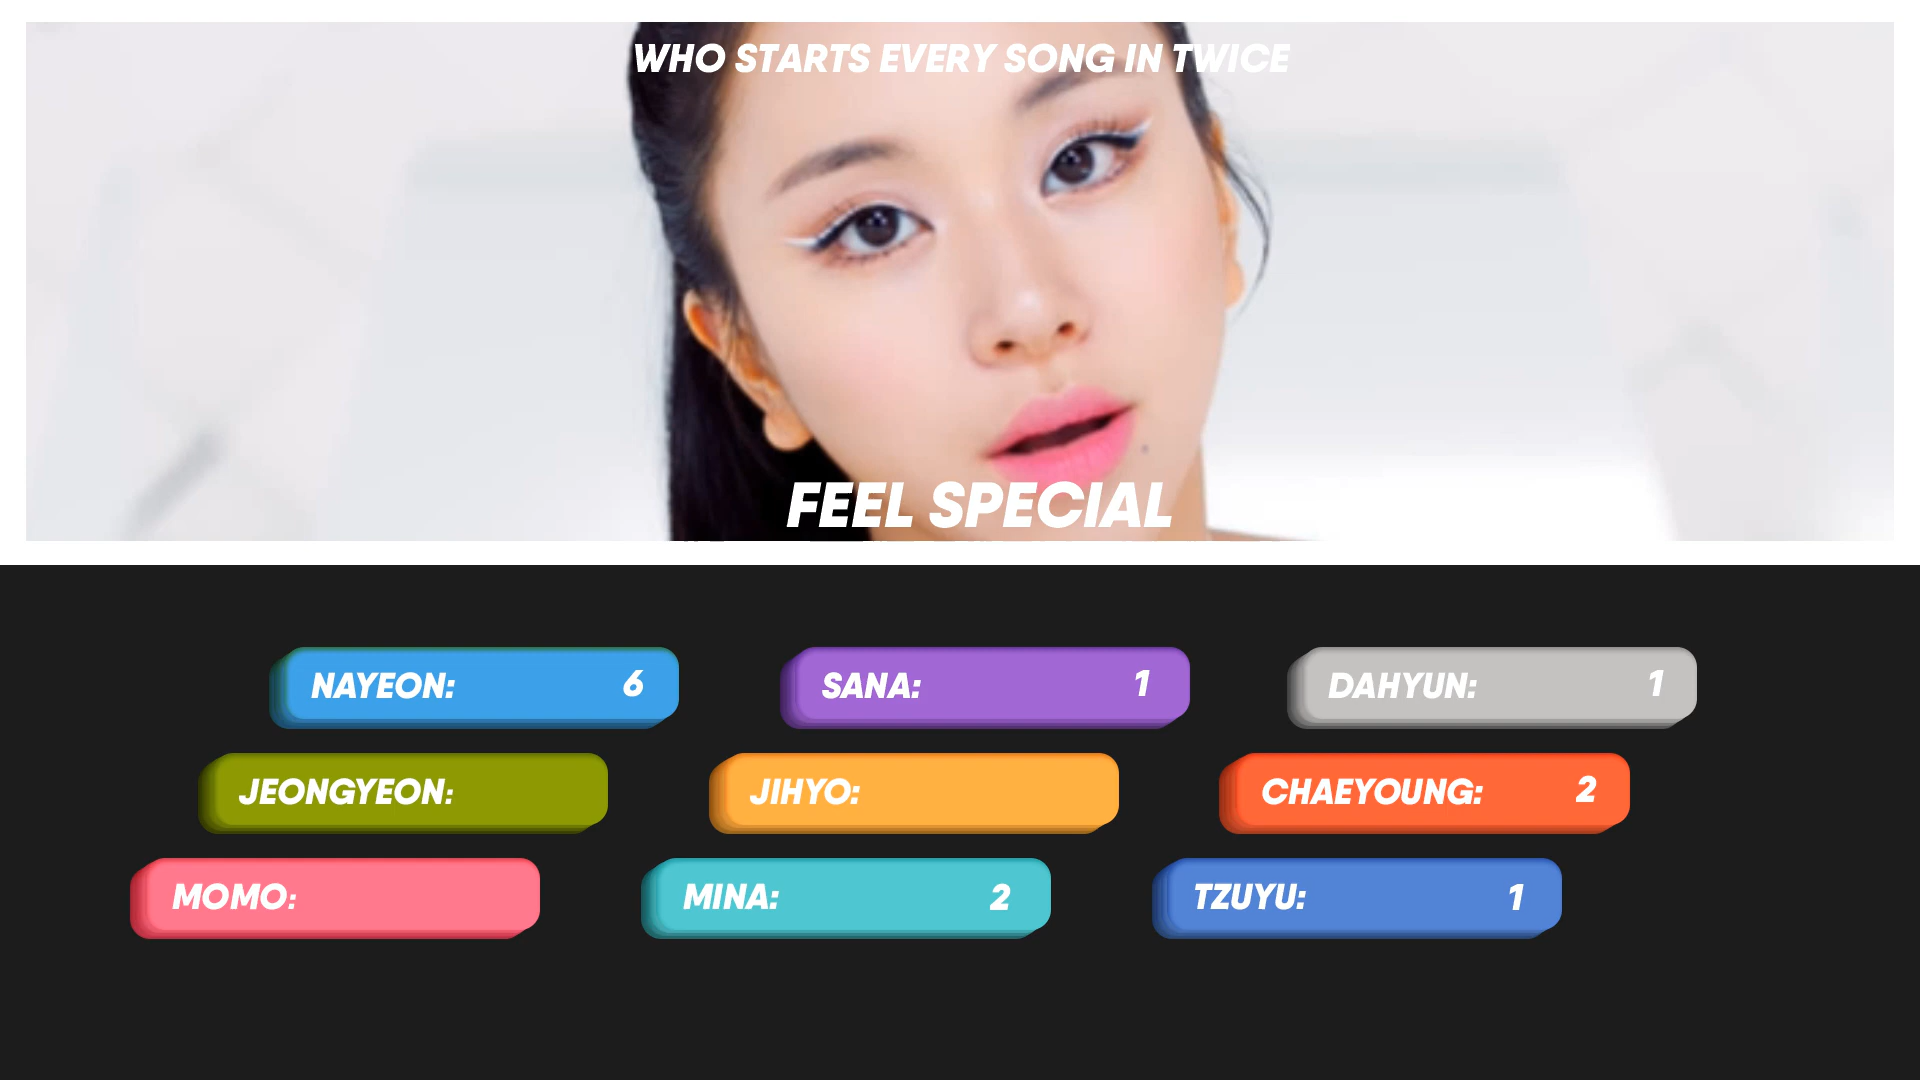 WHO STARTS EVERY SONG IN TWICE
FEEL SPECIAL
NAYEON: 6
SANA: 1
DAHYUN: 1
JEONGYEON:
JIHYO:
CHAEYOUNG: 2
MOMO:
MINA: 2
TZUYU: 1